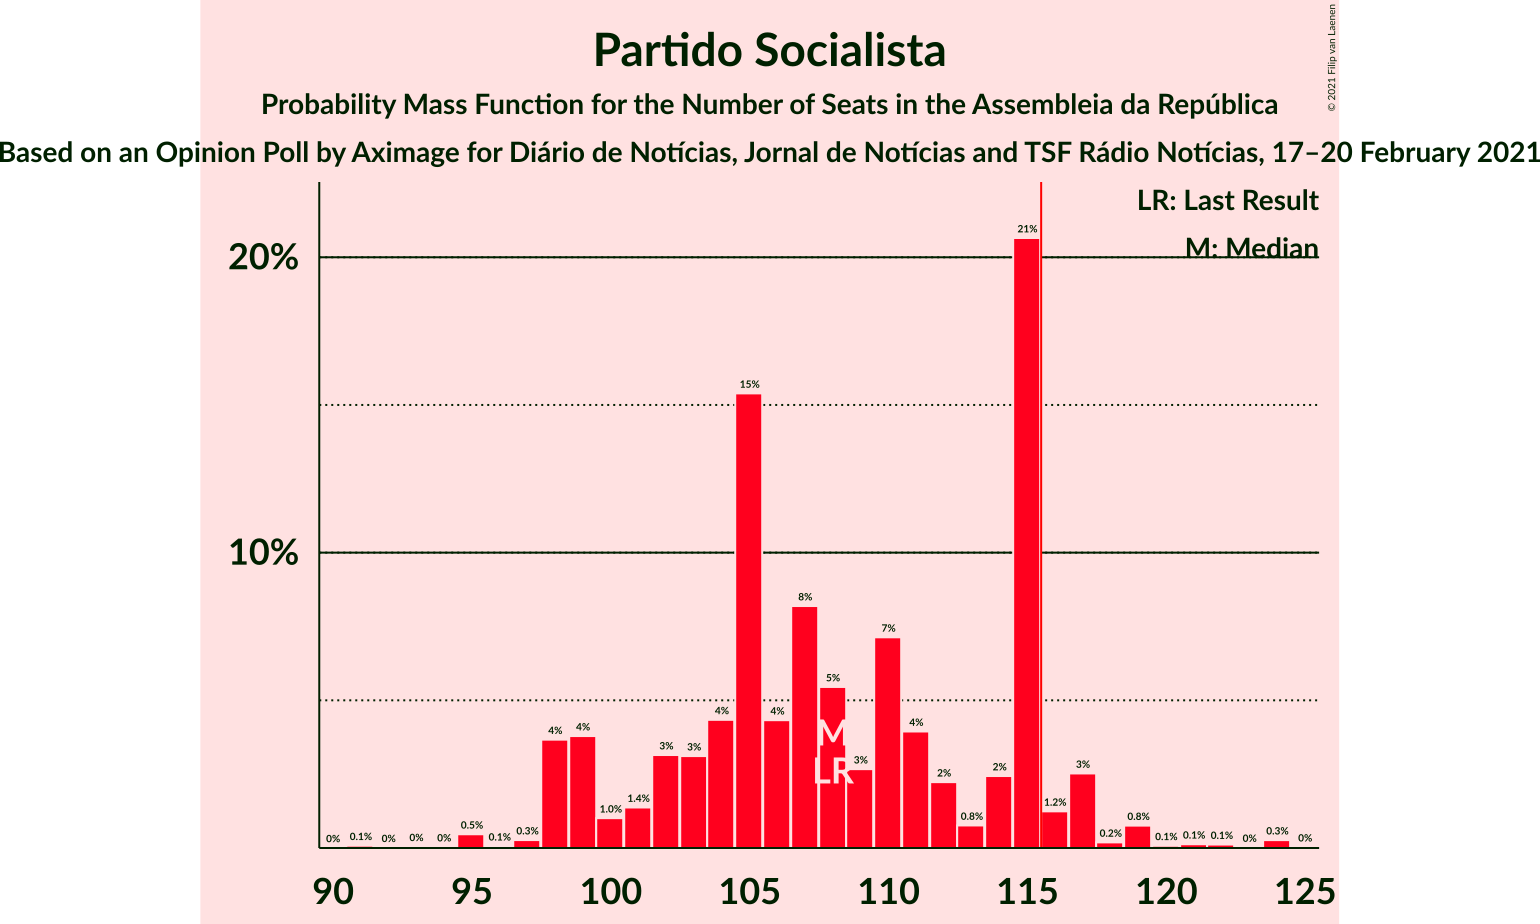 Partido Socialista
Probability Mass Function for the Number of Seats in the Assembleia da República
Based on an Opinion Poll by Aximage for Diário de Notícias, Jornal de Notícias and TSF Rádio Notícias, 17–20 February 2021
© 2021 Filip van Laenen
LR: Last Result
M: Median
20%
10%
0% 0.1% 0% 0% 0% 0.5% 0.1% 0.3% 4% 4% 1.0% 1.4% 3% 3% 4% 15% 4% 8% 5% 3% 7% 4% 2% 0.8% 2% 21% 1.2% 3% 0.2% 0.8% 0.1% 0.1% 0.1% 0% 0.3% 0%
M
LR
90 95 100 105 110 115 120 125